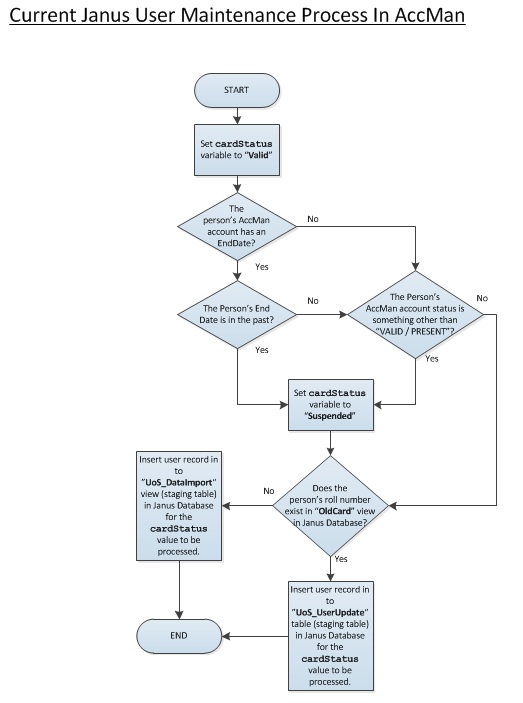 Current Janus User Maintenance Process In AccMan
START
Set cardStatus
variable to "Valid"
The
person's AccMan
account has an
EndDate?
No
Yes
The Person's End
Date is in the past?
No
Yes
The Person's
AccMan account status is
something other than
"VALID / PRESENT"?
No
Yes
Set cardStatus
variable to
"Suspended"
Does the
person's roll number
exist in "OldCard" view
in Janus Database?
No
Yes
Insert user record in
to
"UoS_DataImport"
view (staging table)
in Janus Database
for the
cardStatus
value to be
processed.
Insert user record in
to
"UoS_UserUpdate"
table (staging table)
in Janus Database
for the
cardStatus
value to be
processed.
END